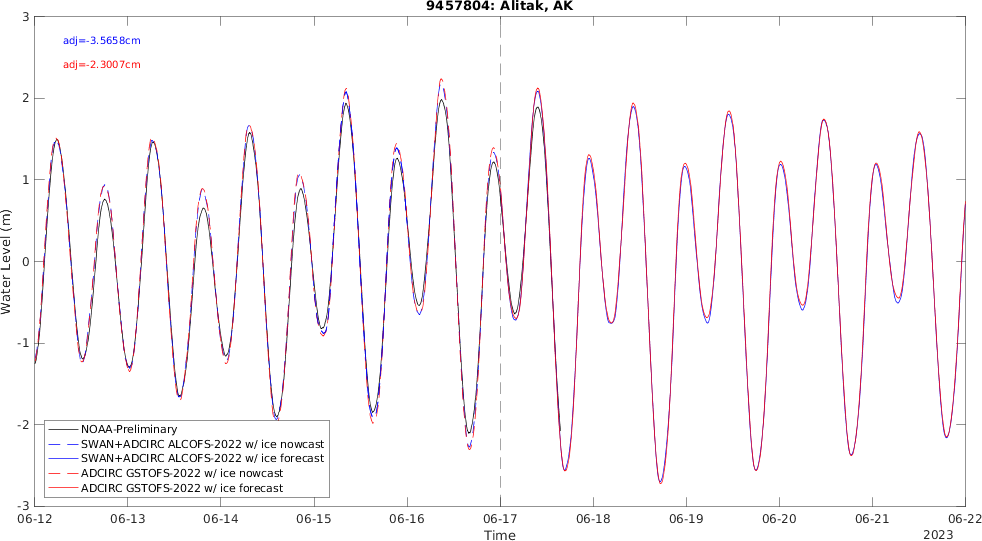 9457804: Alitak, AK
adj=-3.5658cm
adj=-2.3007cm
3
2
1
0
-1
-2
-3
Water Level (m)
NOAA-Preliminary
SWAN+ADCIRC ALCOFS-2022 w/ ice nowcast
SWAN+ADCIRC ALCOFS-2022 w/ ice forecast
ADCIRC GSTOFS-2022 w/ ice nowcast
ADCIRC GSTOFS-2022 w/ ice forecast
06-12 06-13 06-14 06-15 06-16 06-17 06-18 06-19 06-20 06-21 06-22
Time
2023